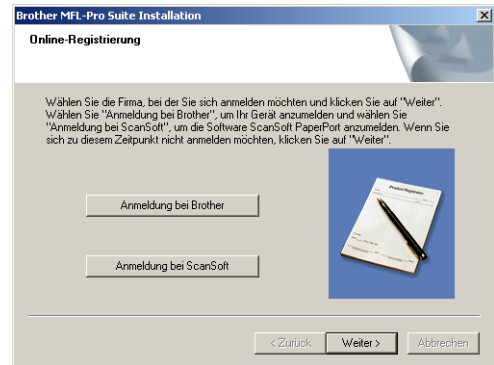 Brother MFL-Pro Suite Installation
Online-Registrierung
Wählen Sie die Firma, bei der Sie sich anmelden möchten und klicken Sie auf "Weiter".
Wählen Sie "Anmeldung bei Brother", um Ihr Gerät anzumelden und wählen Sie
"Anmeldung bei ScanSoft", um die Software ScanSoft PaperPort anzumelden. Wenn Sie
sich zu diesem Zeitpunkt nicht anmelden möchten, klicken Sie auf "Weiter".
Product Registration
Anmeldung bei Brother
Anmeldung bei ScanSoft
< Zurück
Weiter >
Abbrechen